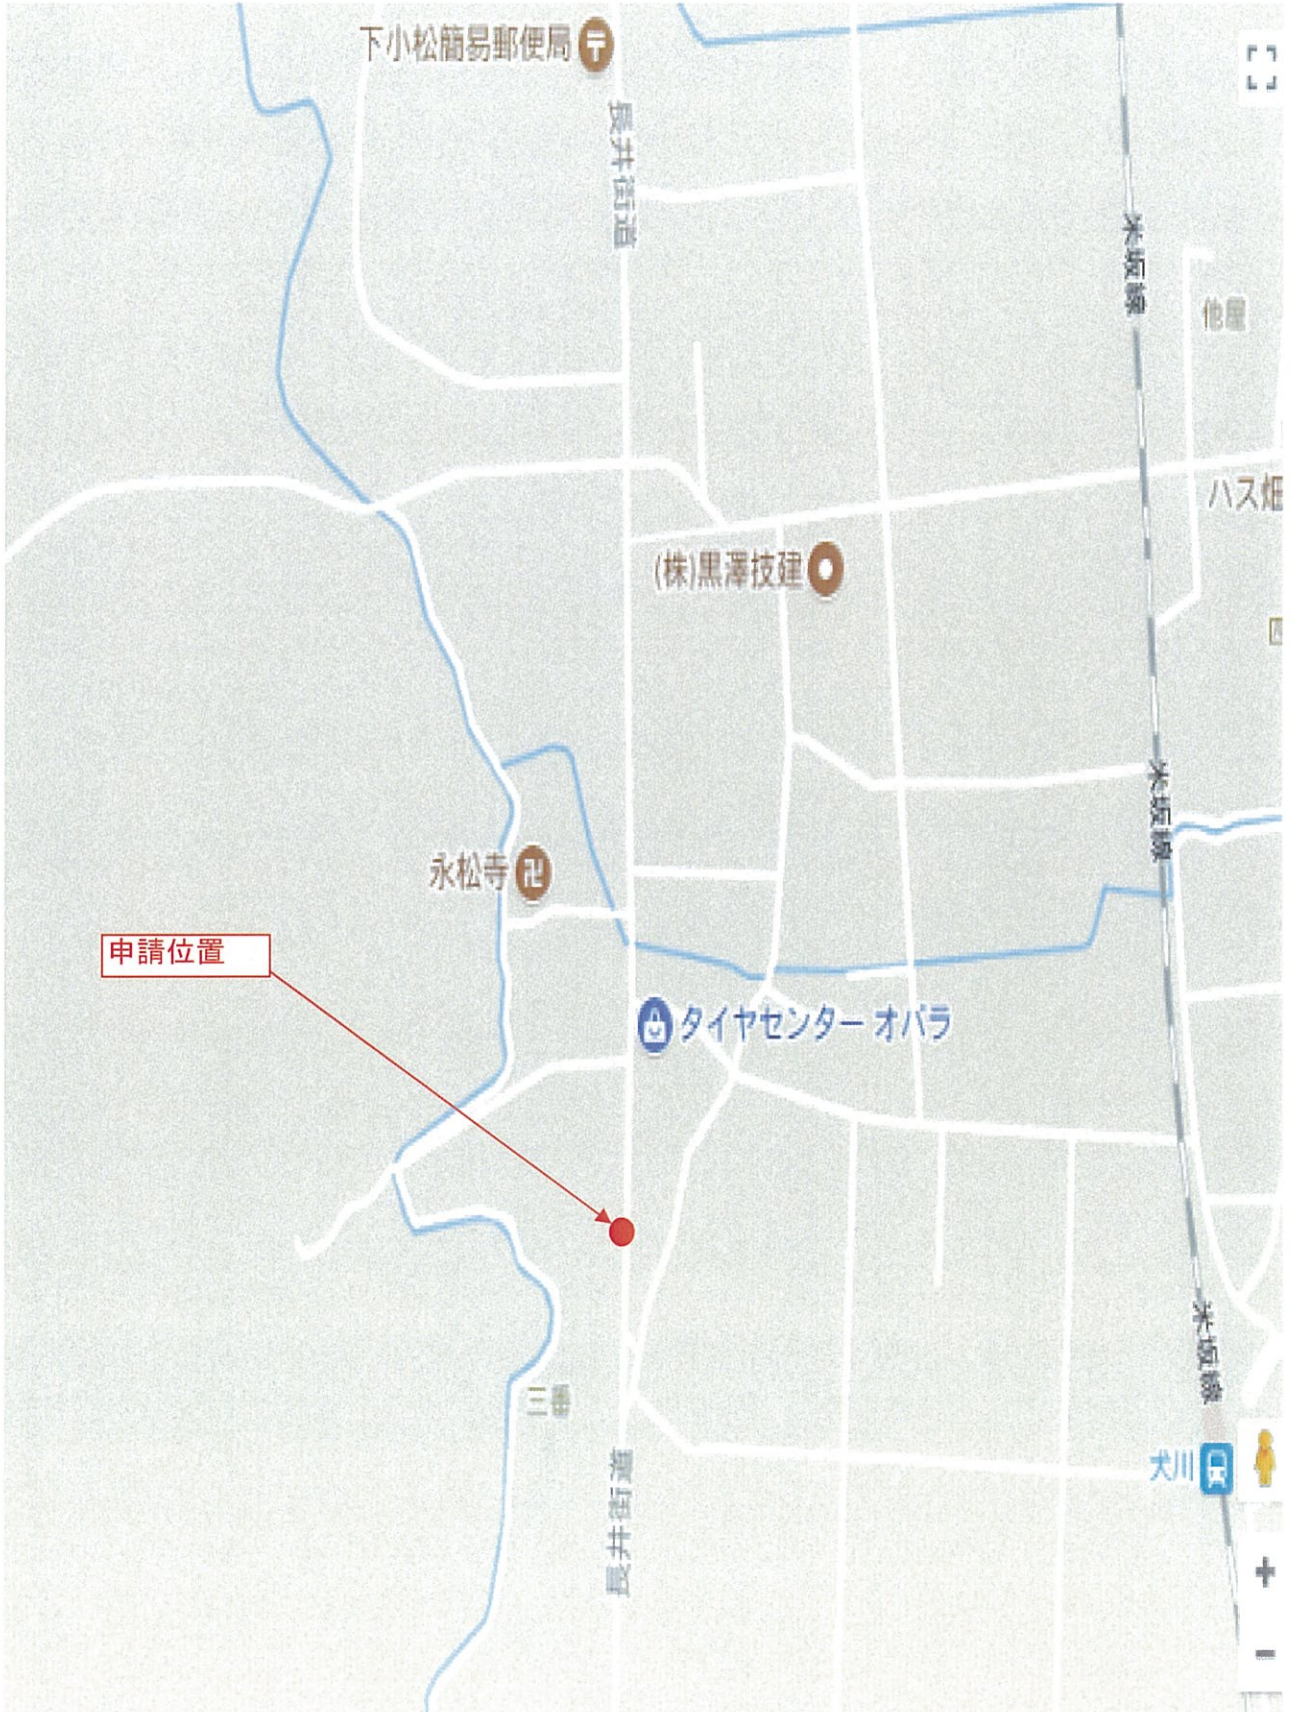 下小松簡易郵便局
長井街道
米坂線
他屋
ハス畑
(株)黒澤技建
米坂線
永松寺
申請位置
タイヤセンター オバラ
米坂線
三番
犬川
長井街道